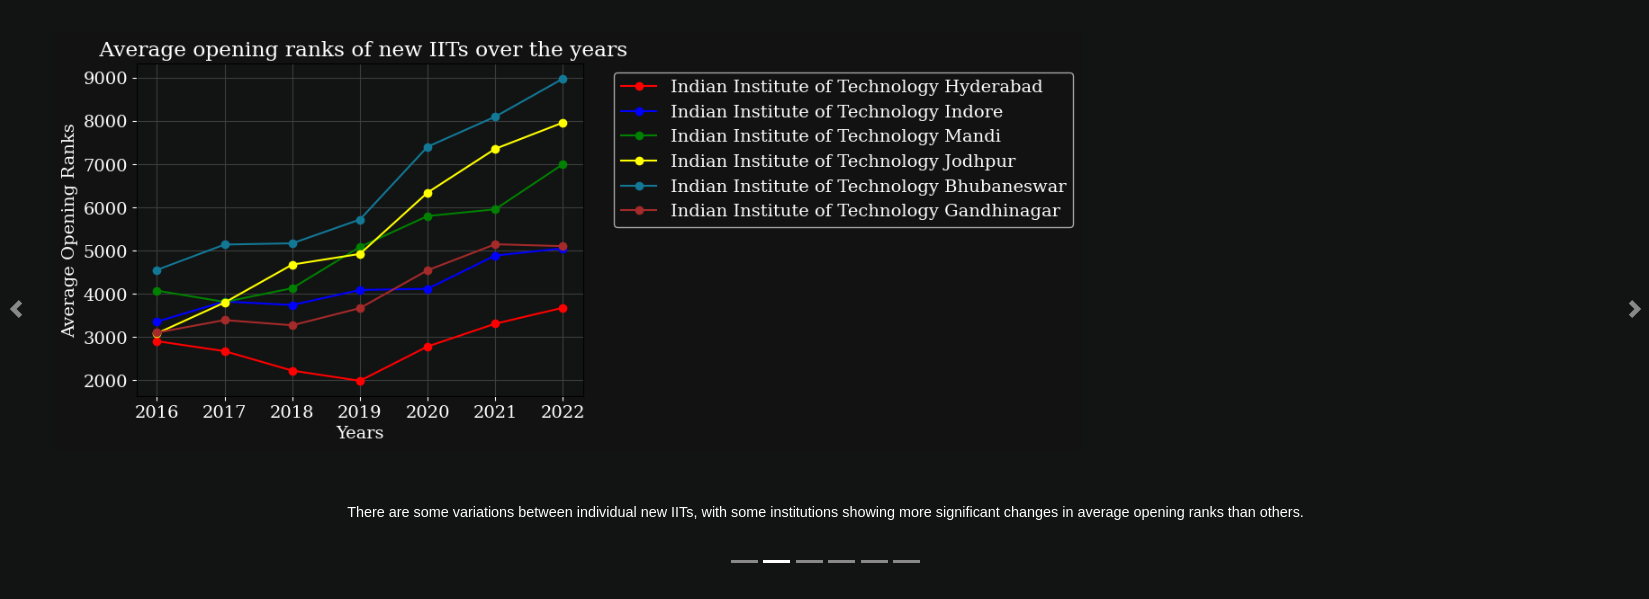 Average opening ranks of new IITs over the years
9000
8000
7000
6000
5000
4000
3000
2000
Average Opening Ranks
2016 2017 2018 2019 2020 2021 2022
Years
Indian Institute of Technology Hyderabad
Indian Institute of Technology Indore
Indian Institute of Technology Mandi
Indian Institute of Technology Jodhpur
Indian Institute of Technology Bhubaneswar
Indian Institute of Technology Gandhinagar
There are some variations between individual new IITs, with some institutions showing more significant changes in average opening ranks than others.